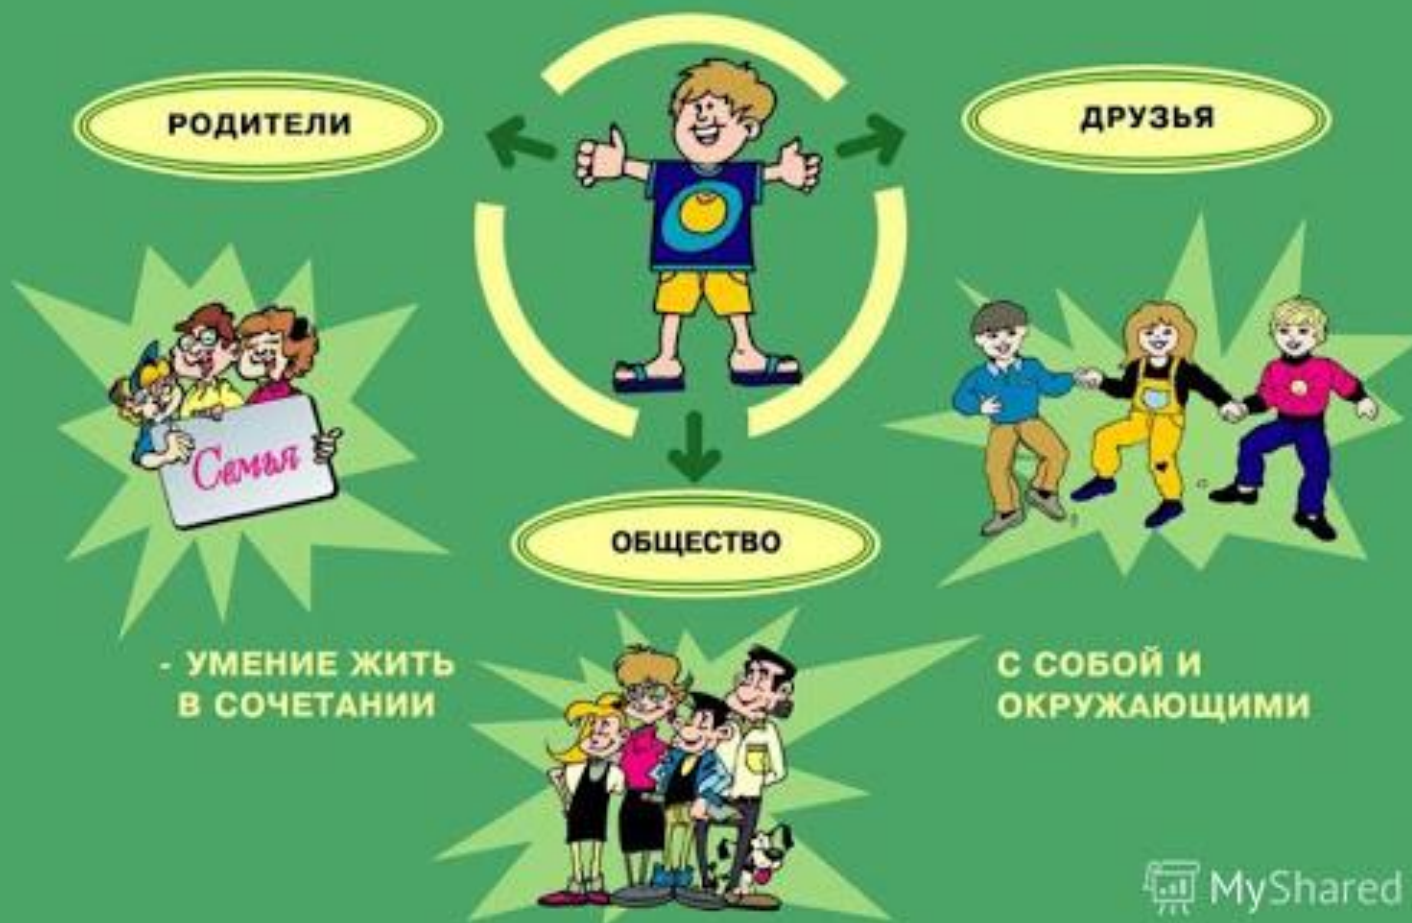 РОДИТЕЛИ
ДРУЗЬЯ
Семья
ОБЩЕСТВО
- УМЕНИЕ ЖИТЬ
В СОЧЕТАНИИ
С СОБОЙ И
ОКРУЖАЮЩИМИ
MyShared